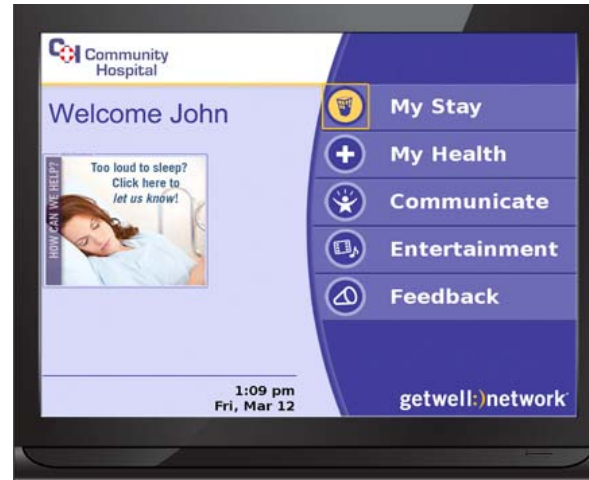 Community
Hospital
Welcome John
HOW CAN WE HELP?
Too loud to sleep?
Click here to
let us know!
1:09 pm
Fri, Mar 12
My Stay
My Health
Communicate
Entertainment
Feedback
getwell:)network